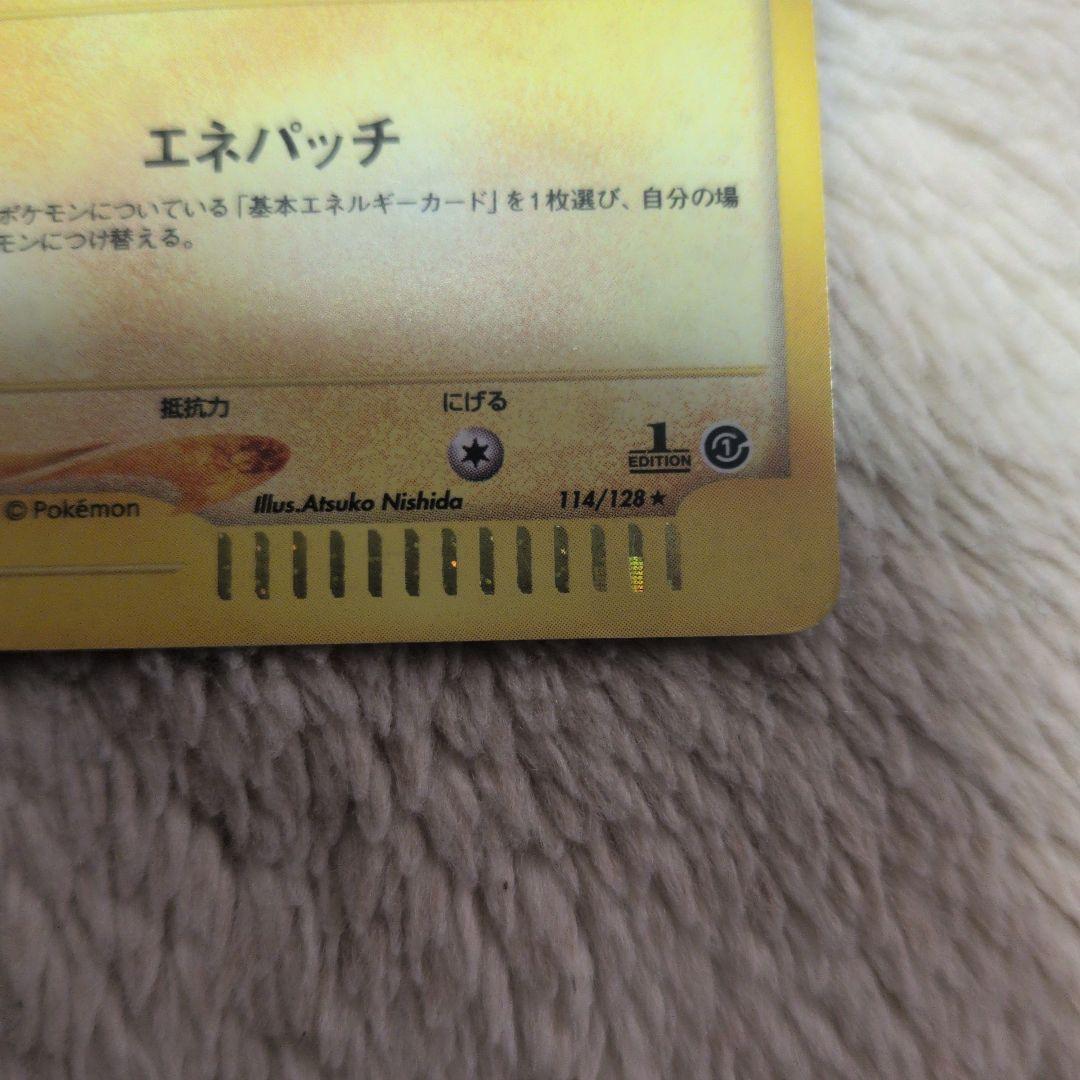 エネパッチ
ポケモンについている「基本エネルギーカード」を1枚選び、自分の場
モンにつけ替える。
抵抗力
にげる
1
EDITION
1
© Pokémon
Illus.Atsuko Nishida
114/128★